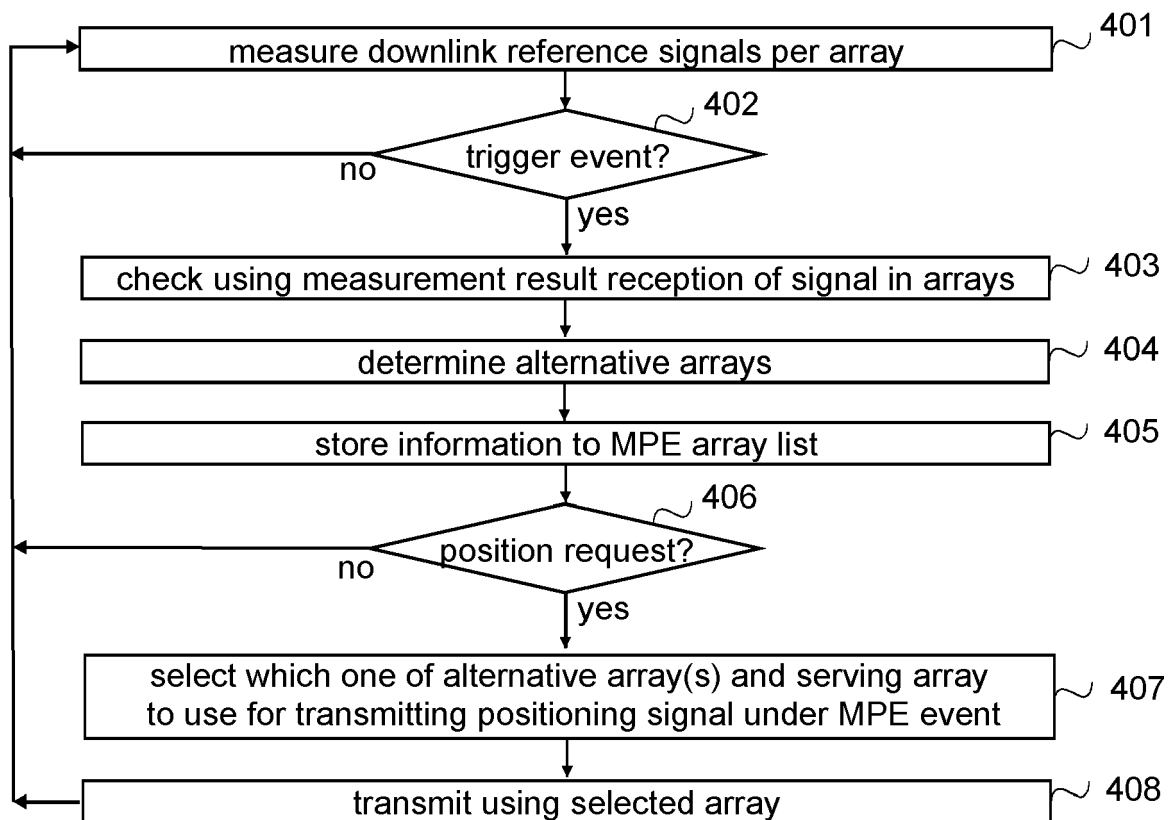 measure downlink reference signals per array
401
402
trigger event?
no
yes
check using measurement result reception of signal in arrays
403
determine alternative arrays
404
store information to MPE array list
405
406
position request?
no
yes
select which one of alternative array(s) and serving array
to use for transmitting positioning signal under MPE event
407
transmit using selected array
408